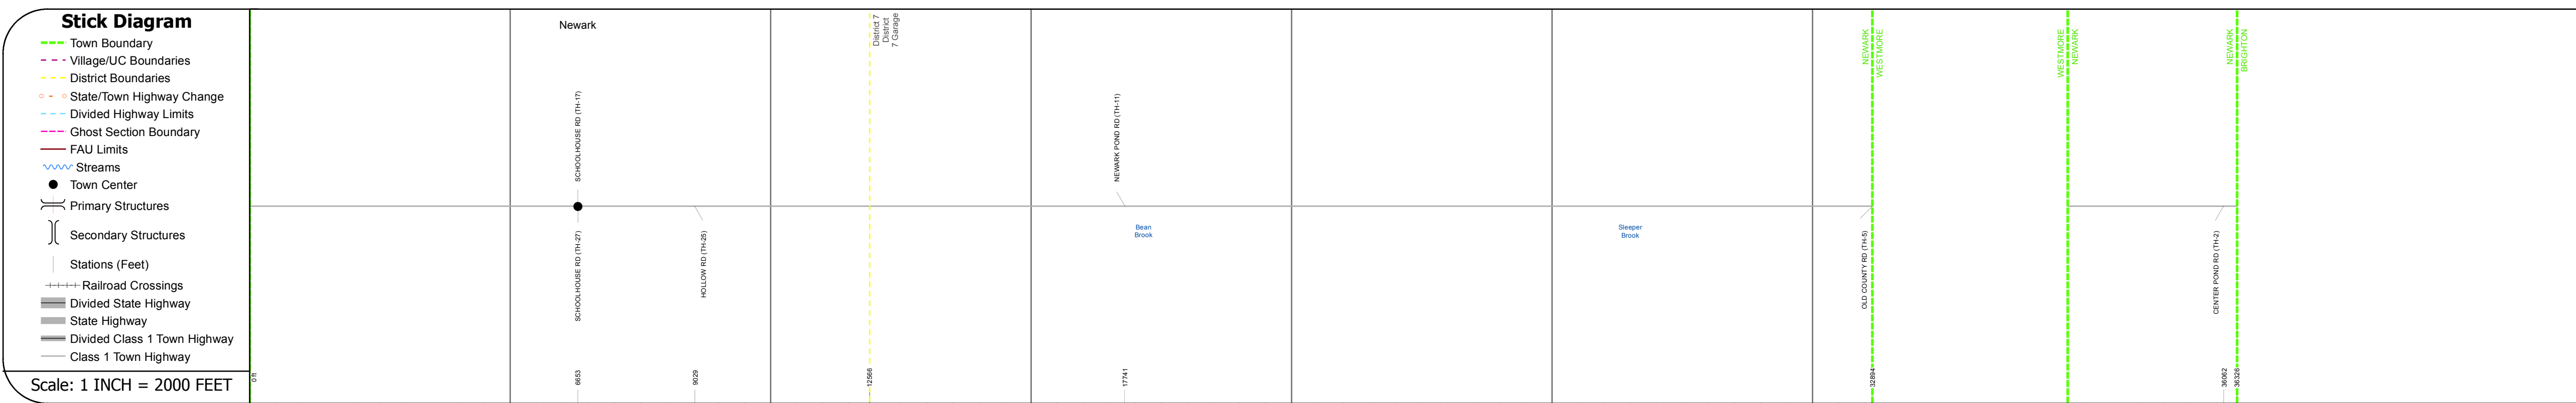 Stick Diagram
Town Boundary
Village/UC Boundaries
District Boundaries
State/Town Highway Change
Divided Highway Limits
Ghost Section Boundary
FAU Limits
Streams
Town Center
Primary Structures
Secondary Structures
Stations (Feet)
Railroad Crossings
Divided State Highway
State Highway
Divided Class 1 Town Highway
Class 1 Town Highway
Scale: 1 INCH = 2000 FEET
0 ft
Newark
SCHOOLHOUSE RD (TH-17)
SCHOOLHOUSE RD (TH-27)
6653
HOLLOW RD (TH-25)
9029
District 7
District
7 Garage
12566
NEWARK POND RD (TH-11)
Bean
Brook
17741
Sleeper
Brook
NEWARK
WESTMORE
OLD COUNTY RD (TH-5)
32894
WESTMORE
NEWARK
CENTER POND RD (TH-2)
36062
NEWARK
BRIGHTON
36326